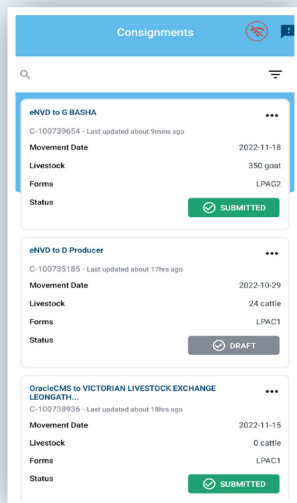 Consignments
eNVD to G BASHA
C-100739654 - Last updated about 9mins ago
Movement Date 2022-11-18
Livestock 350 goat
Forms LPAG2
Status SUBMITTED
eNVD to D Producer
C-100735185 - Last updated about 17hrs ago
Movement Date 2022-10-29
Livestock 24 cattle
Forms LPAC1
Status DRAFT
OracleCMS to VICTORIAN LIVESTOCK EXCHANGE
LEONGATH...
C-100738936 - Last updated about 18hrs ago
Movement Date 2022-11-15
Livestock 0 cattle
Forms LPAC1
Status SUBMITTED